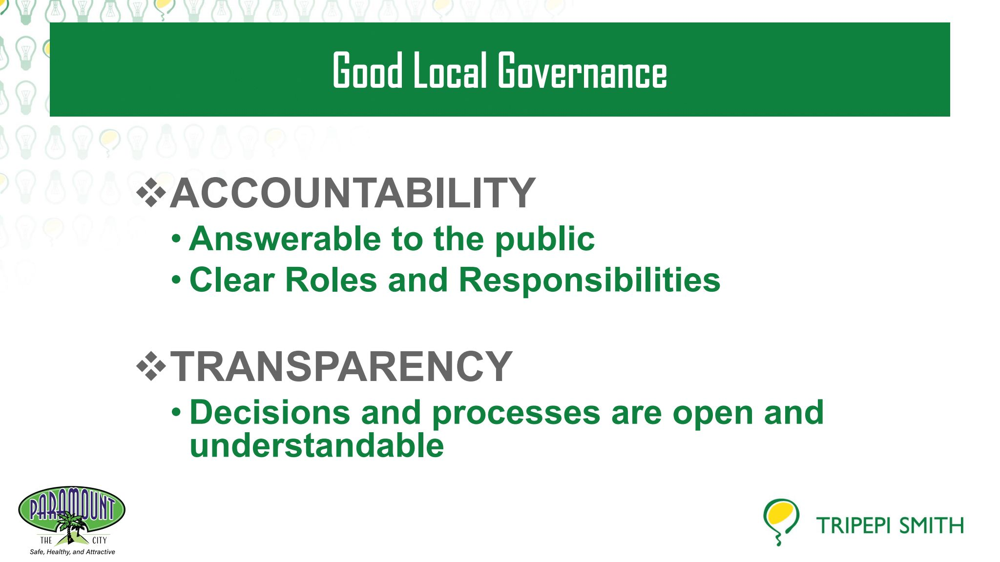 Good Local Governance
❖ACCOUNTABILITY
• Answerable to the public
• Clear Roles and Responsibilities
❖TRANSPARENCY
• Decisions and processes are open and
understandable
PARAMOUNT
THE CITY
Safe, Healthy, and Attractive
TRIPEPI SMITH